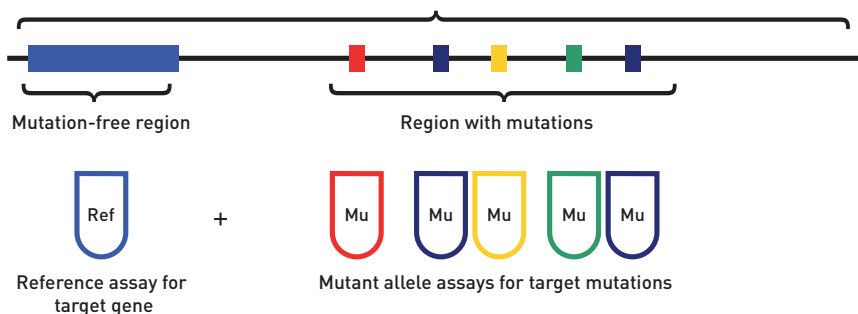 Mutation-free region
Region with mutations
Ref
+
Mu
Mu
Mu
Mu
Mu
Reference assay for
target gene
Mutant allele assays for target mutations